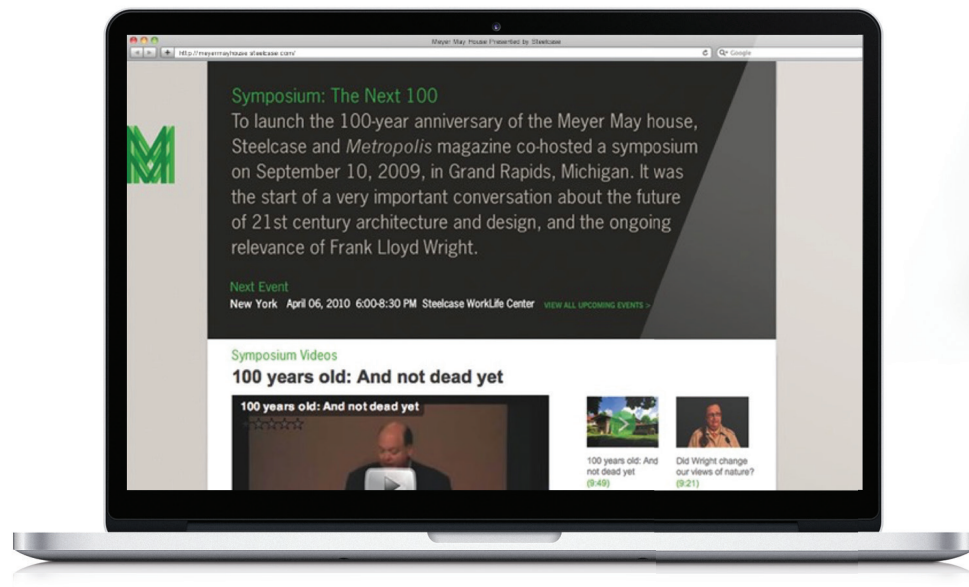 Meyer May House Presented by Steelcase
http://meyermayhouse.steelcase.com/
Google
M
Symposium: The Next 100
To launch the 100-year anniversary of the Meyer May house,
Steelcase and Metropolis magazine co-hosted a symposium
on September 10, 2009, in Grand Rapids, Michigan. It was
the start of a very important conversation about the future
of 21st century architecture and design, and the ongoing
relevance of Frank Lloyd Wright.
Next Event
New York April 06, 2010 6:00-8:30 PM Steelcase WorkLife Center VIEW ALL UPCOMING EVENTS >
Symposium Videos
100 years old: And not dead yet
100 years old: And not dead yet
100 years old: And
not dead yet
(9:49)
Did Wright change
our views of nature?
(9:21)